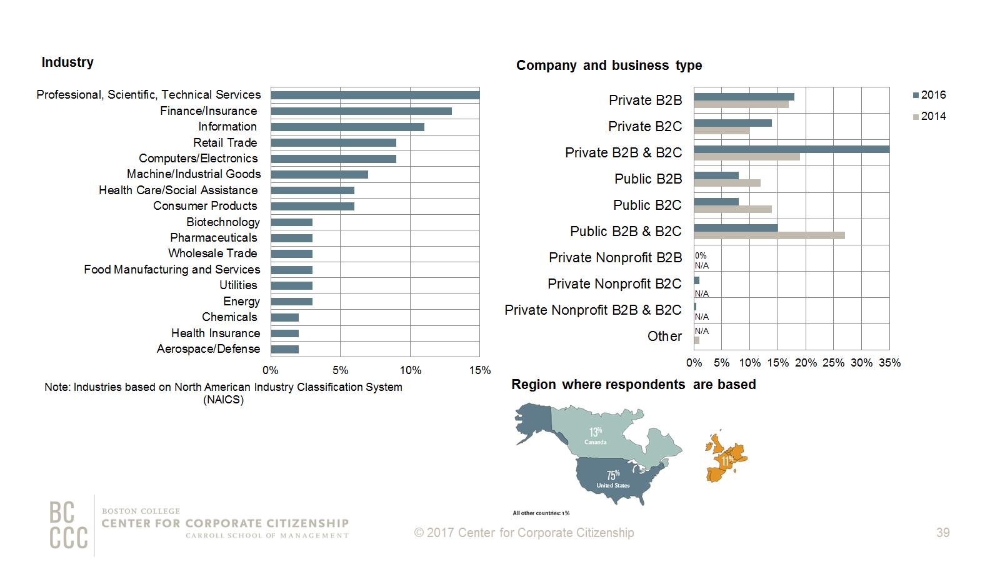 Industry
Professional, Scientific, Technical Services
Finance/Insurance
Information
Retail Trade
Computers/Electronics
Machine/Industrial Goods
Health Care/Social Assistance
Consumer Products
Biotechnology
Pharmaceuticals
Wholesale Trade
Food Manufacturing and Services
Utilities
Energy
Chemicals
Health Insurance
Aerospace/Defense
0% 5% 10% 15%
Note: Industries based on North American Industry Classification System
(NAICS)
Company and business type
2016
2014
Private B2B
Private B2C
Private B2B & B2C
Public B2B
Public B2C
Public B2B & B2C
Private Nonprofit B2B
0%
N/A
Private Nonprofit B2C
N/A
Private Nonprofit B2B & B2C
N/A
Other
N/A
0% 5% 10% 15% 20% 25% 30% 35%
Region where respondents are based
13%
Cananda
75%
United States
11%
All other countries: 1%
BC
CCC
BOSTON COLLEGE
CENTER FOR CORPORATE CITIZENSHIP
CARROLL SCHOOL OF MANAGEMENT
© 2017 Center for Corporate Citizenship
39